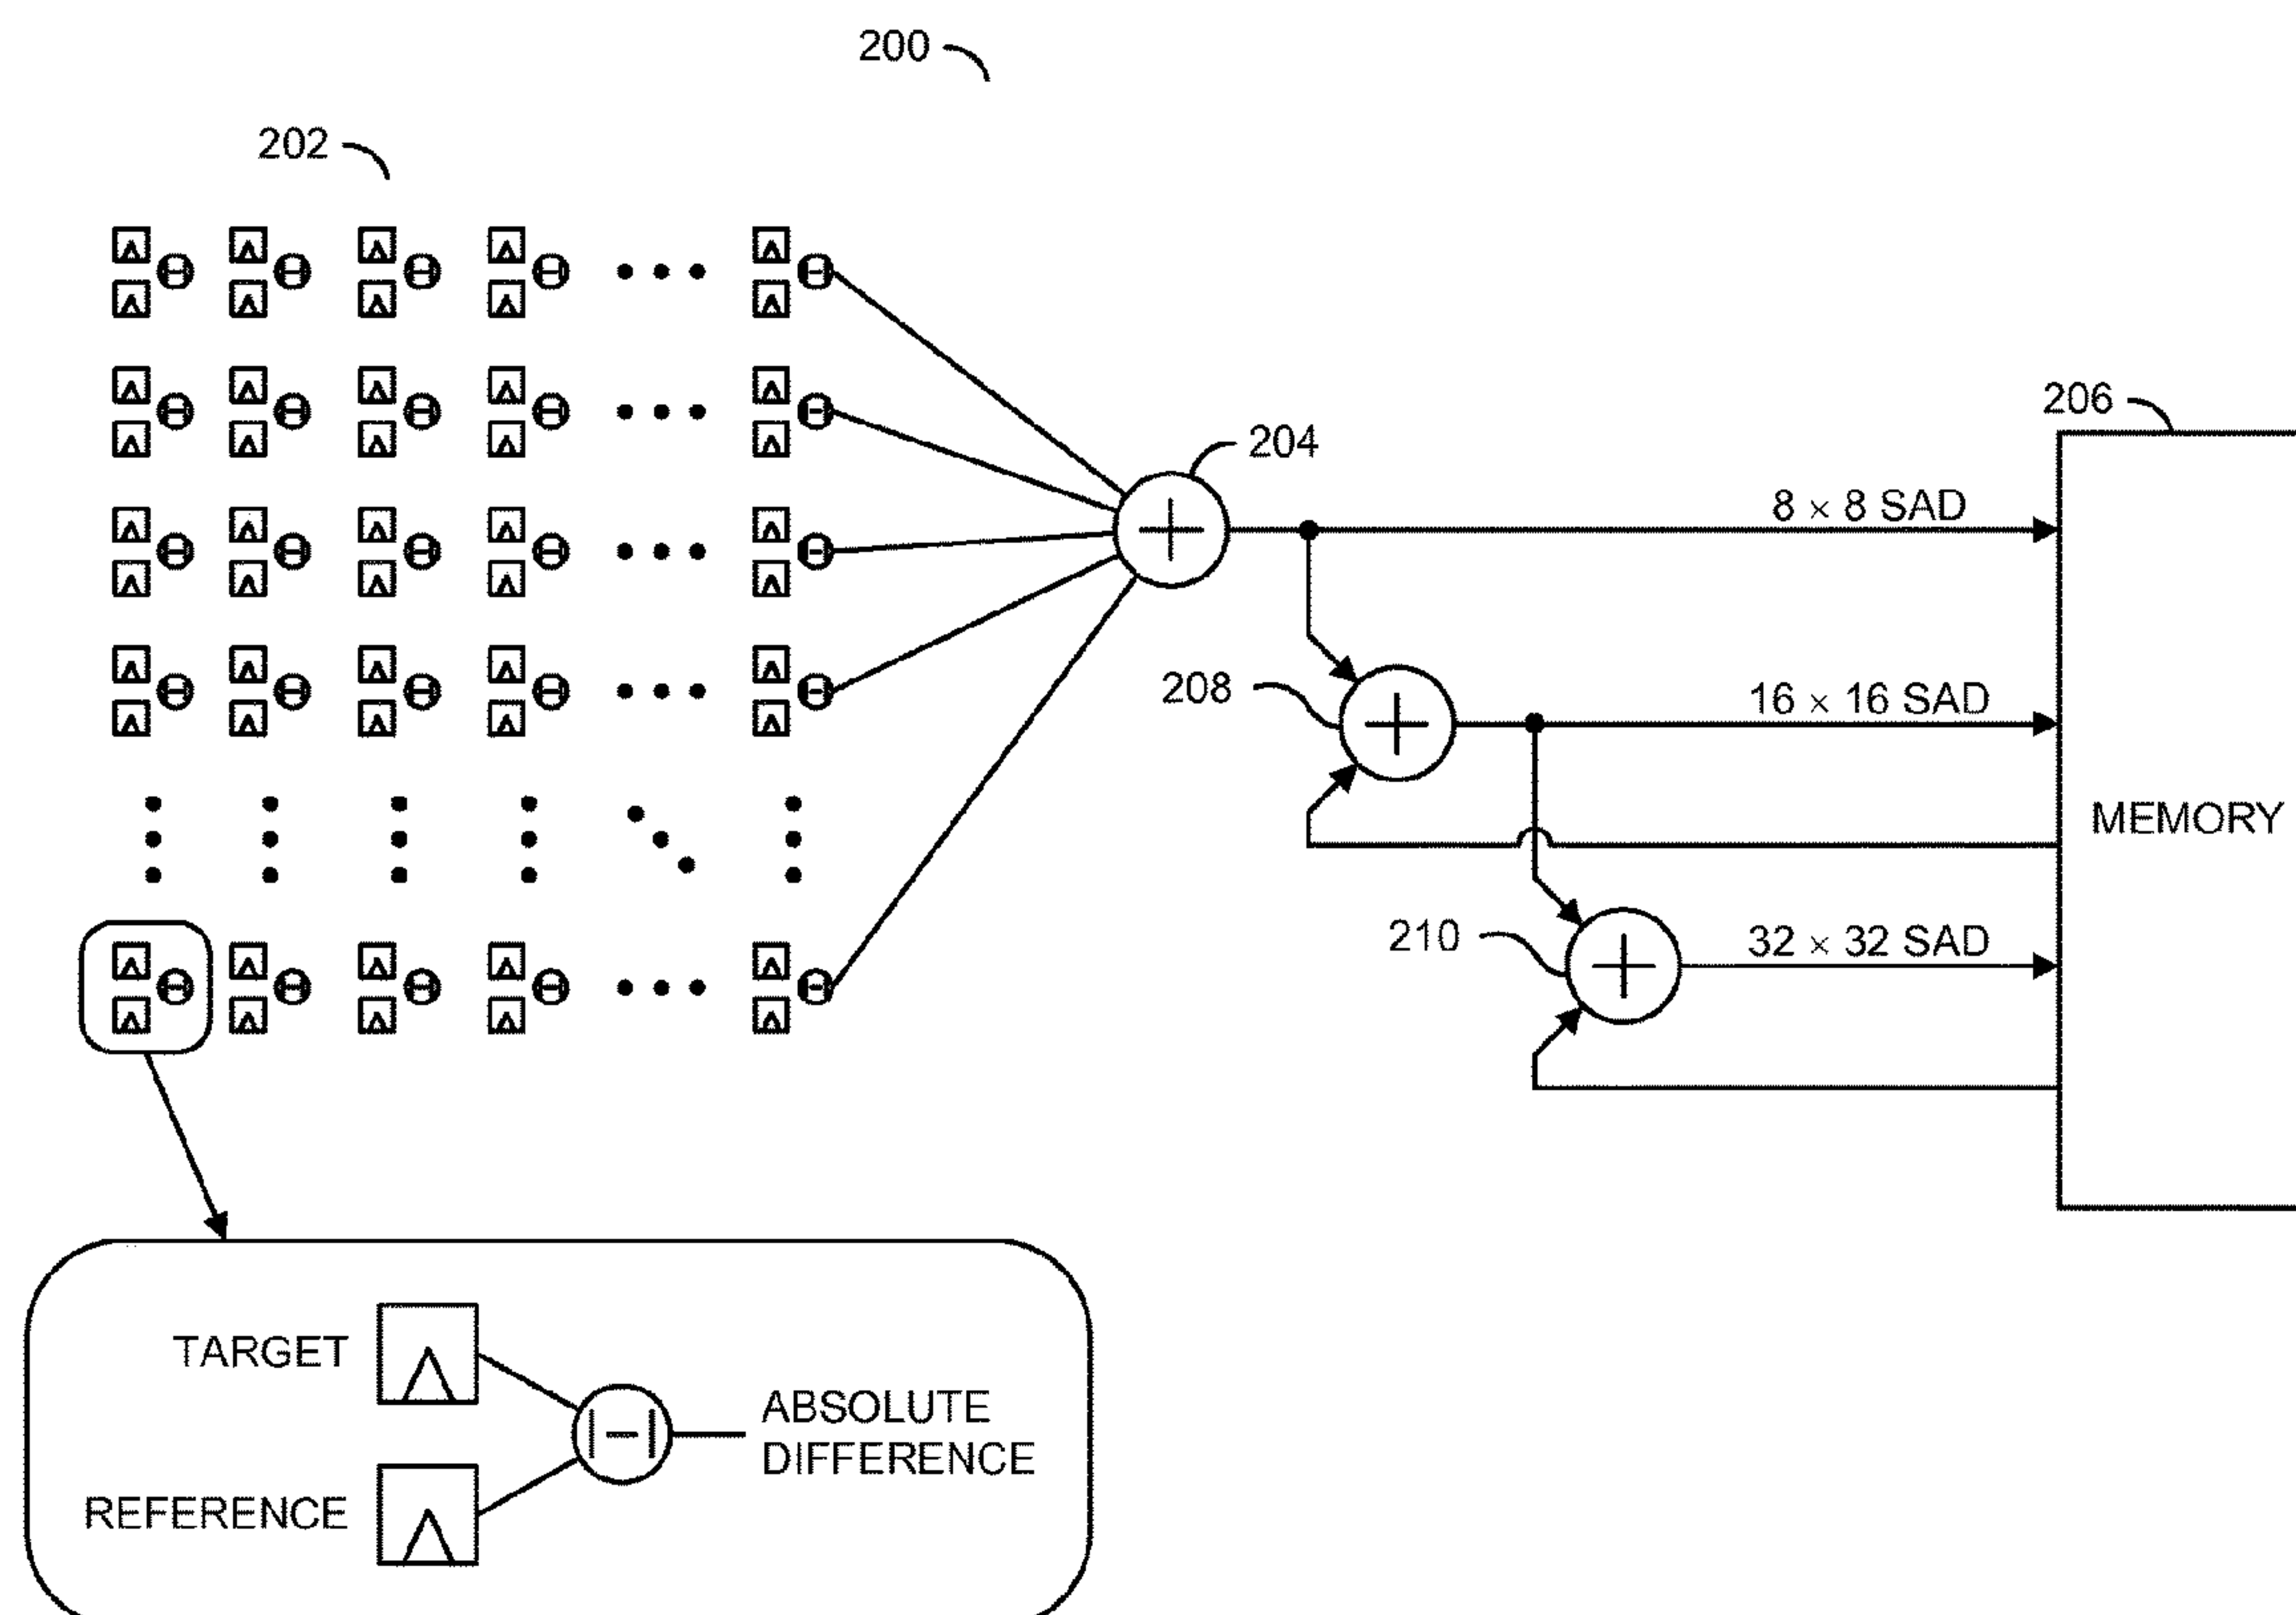 200
202
204
206
8 × 8 SAD
208
16 × 16 SAD
MEMORY
210
32 × 32 SAD
TARGET
ABSOLUTE
DIFFERENCE
REFERENCE